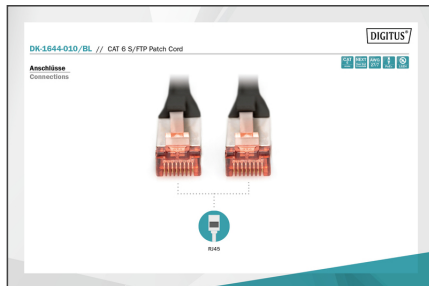 DIGITUS®
DK-1644-010/BL // CAT 6 S/FTP Patch Cord
Anschlüsse
Connections
RJ45